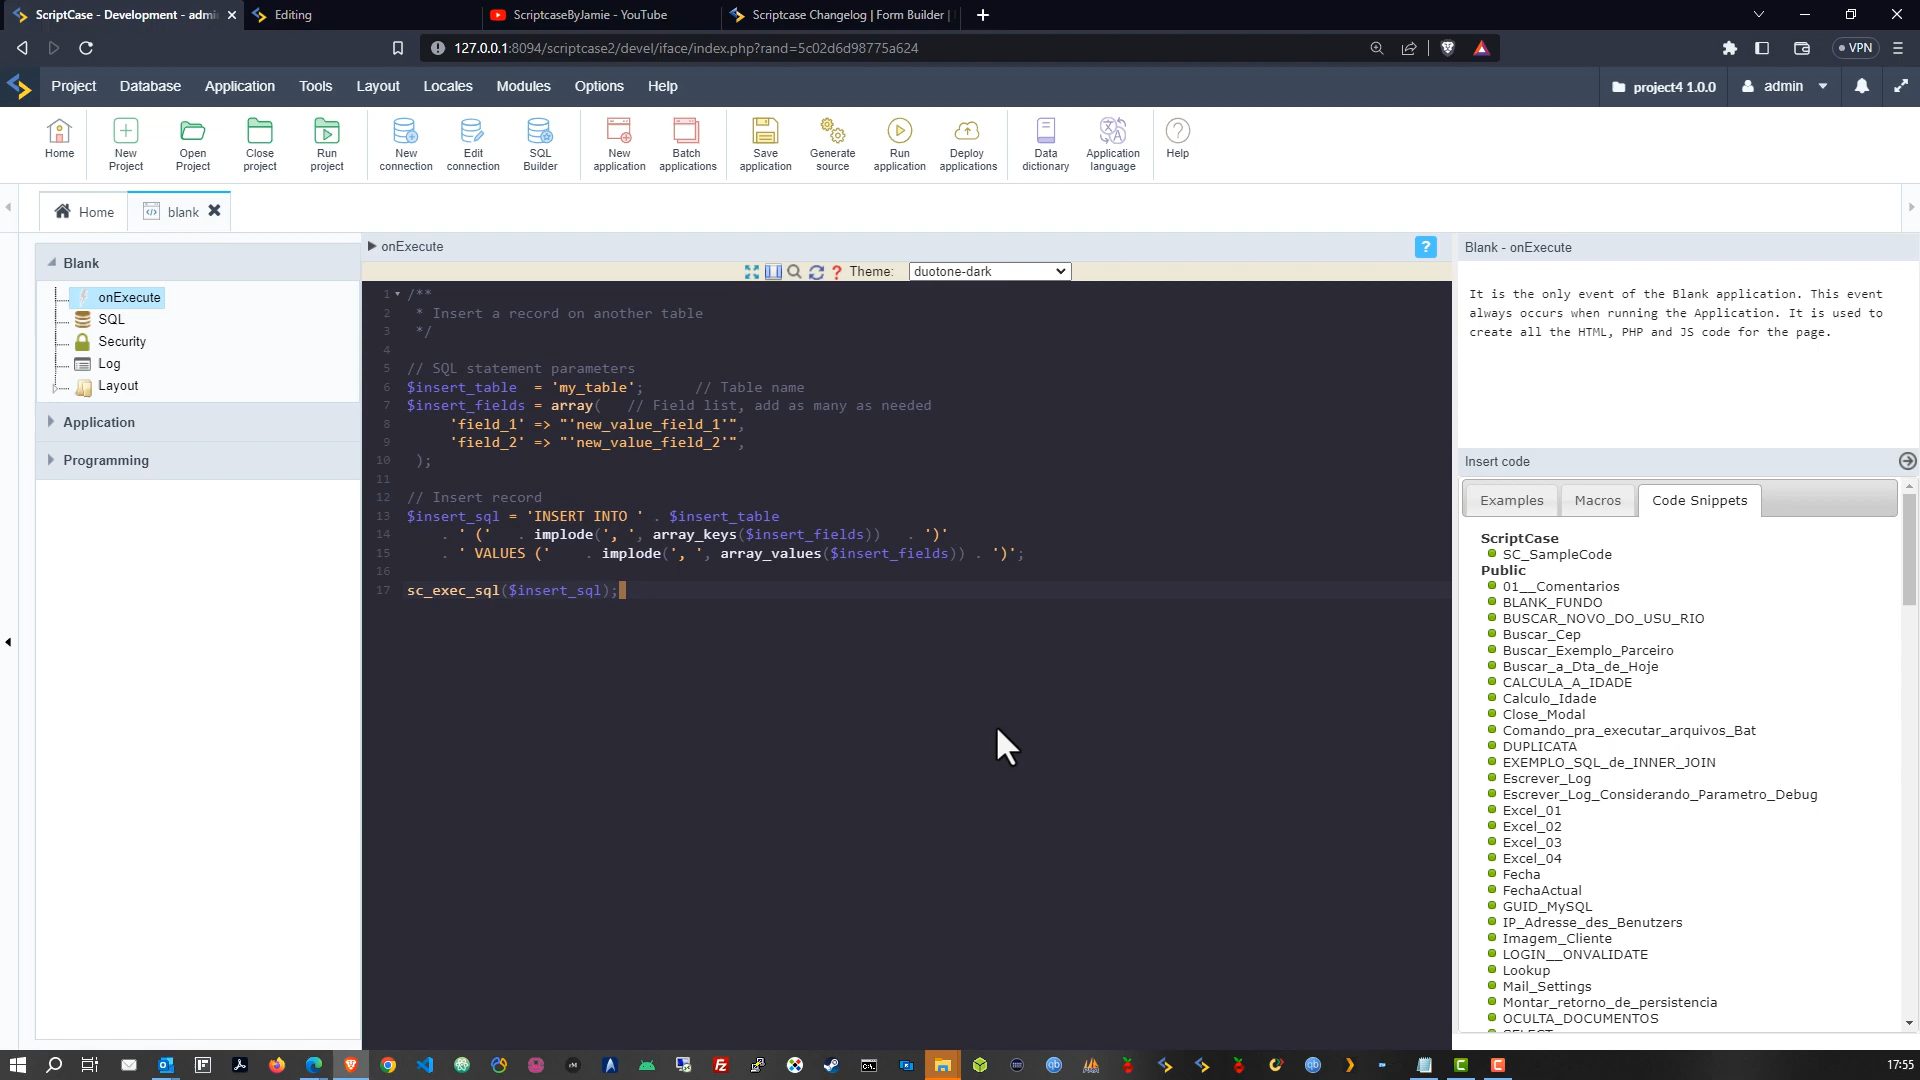 ScriptCase - Development - admi
Editing
ScriptcaseByJamie - YouTube
Scriptcase Changelog | Form Builder |
127.0.0.1:8094/scriptcase2/devel/iface/index.php?rand=5c02d6d98775a624
VPN
Project
Database
Application
Tools
Layout
Locales
Modules
Options
Help
project4 1.0.0
admin
Home
New Project
Open Project
Close project
Run project
New connection
Edit connection
SQL Builder
New application
Batch applications
Save application
Generate source
Run application
Deploy applications
Data dictionary
Application language
Help
Home
blank
Blank
onExecute
SQL
Security
Log
Layout
Application
Programming
onExecute
?
? Theme: duotone-dark
1 /**
2 * Insert a record on another table
3 */
4
5 // SQL statement parameters
6 $insert_table = 'my_table'; // Table name
7 $insert_fields = array( // Field list, add as many as needed
8 'field_1' => "'new_value_field_1'",
9 'field_2' => "'new_value_field_2'",
10 );
11
12 // Insert record
13 $insert_sql = 'INSERT INTO ' . $insert_table
14 . ' (' . implode(', ', array_keys($insert_fields)) . ')'
15 . ' VALUES (' . implode(', ', array_values($insert_fields)) . ')';
16
17 sc_exec_sql($insert_sql);
Blank - onExecute
It is the only event of the Blank application. This event
always occurs when running the Application. It is used to
create all the HTML, PHP and JS code for the page.
Insert code
Examples
Macros
Code Snippets
ScriptCase
SC_SampleCode
Public
01__Comentarios
BLANK_FUNDO
BUSCAR_NOVO_DO_USU_RIO
Buscar_Cep
Buscar_Exemplo_Parceiro
Buscar_a_Dta_de_Hoje
CALCULA_A_IDADE
Calculo_Idade
Close_Modal
Comando_pra_executar_arquivos_Bat
DUPLICATA
EXEMPLO_SQL_de_INNER_JOIN
Escrever_Log
Escrever_Log_Considerando_Parametro_Debug
Excel_01
Excel_02
Excel_03
Excel_04
Fecha
FechaActual
GUID_MySQL
IP_Adresse_des_Benutzers
Imagem_Cliente
LOGIN__ONVALIDATE
Lookup
Mail_Settings
Montar_retorno_de_persistencia
OCULTA_DOCUMENTOS
17:55